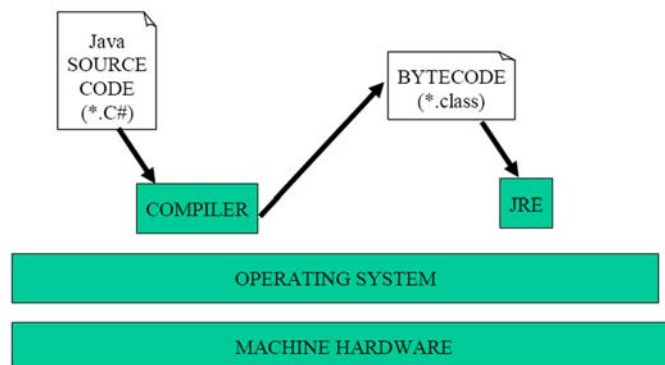 Java
SOURCE
CODE
(*.C#)
BYTECODE
(*.class)
COMPILER
JRE
OPERATING SYSTEM
MACHINE HARDWARE